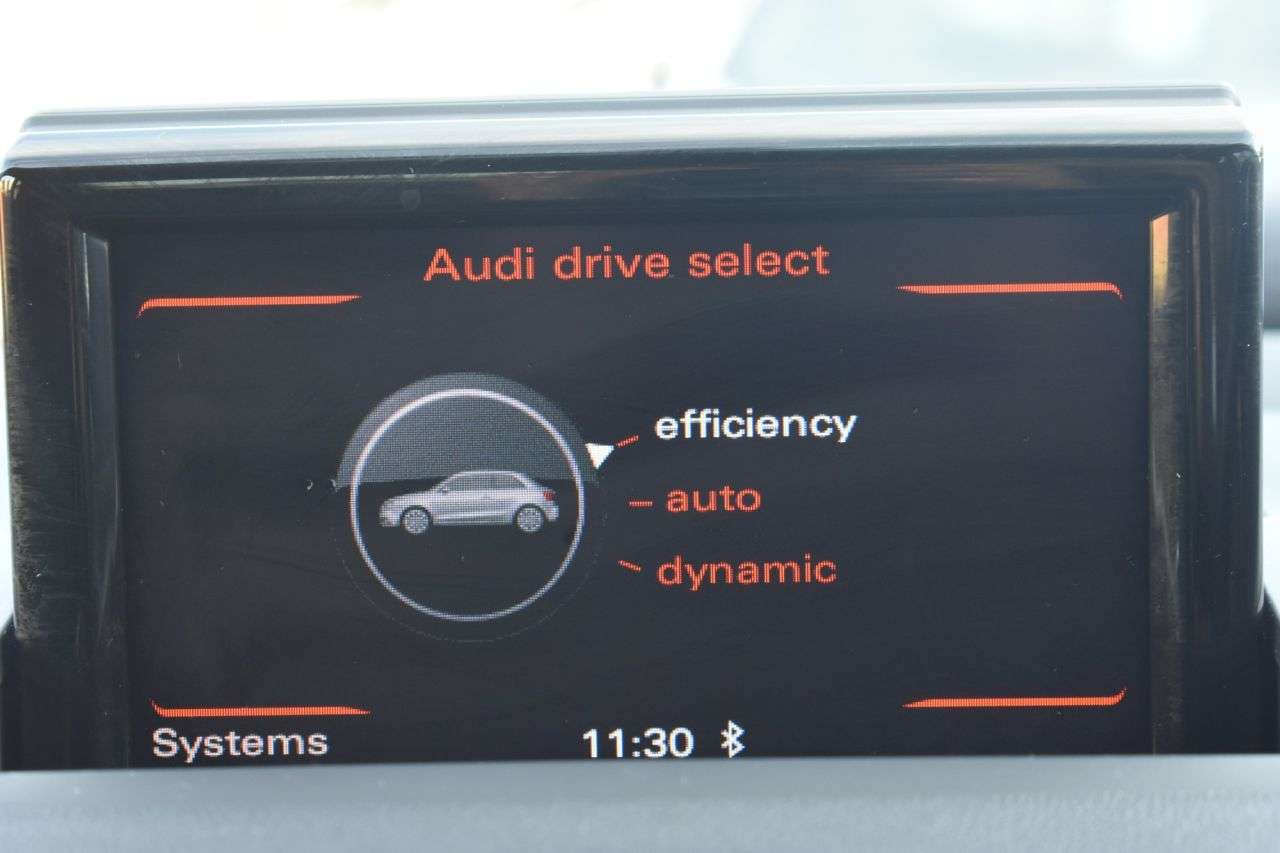 Audi drive select
efficiency
auto
dynamic
Systems 11:30